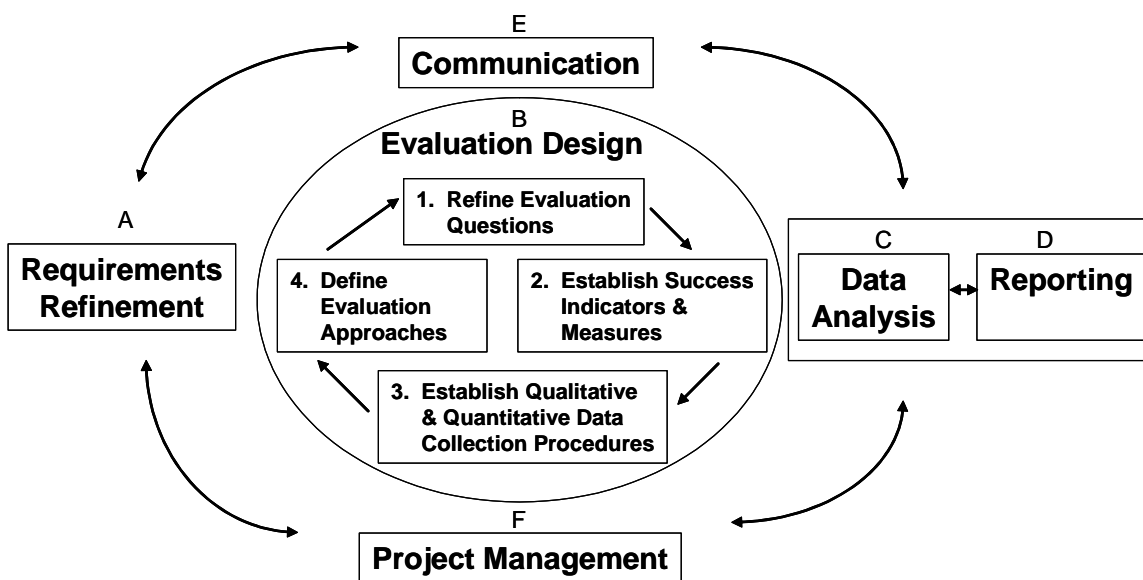 E
Communication
B
Evaluation Design
1. Refine Evaluation
Questions
A
Requirements
Refinement
4. Define
Evaluation
Approaches
2. Establish Success
Indicators &
Measures
C
Data
Analysis
D
Reporting
3. Establish Qualitative
& Quantitative Data
Collection Procedures
F
Project Management